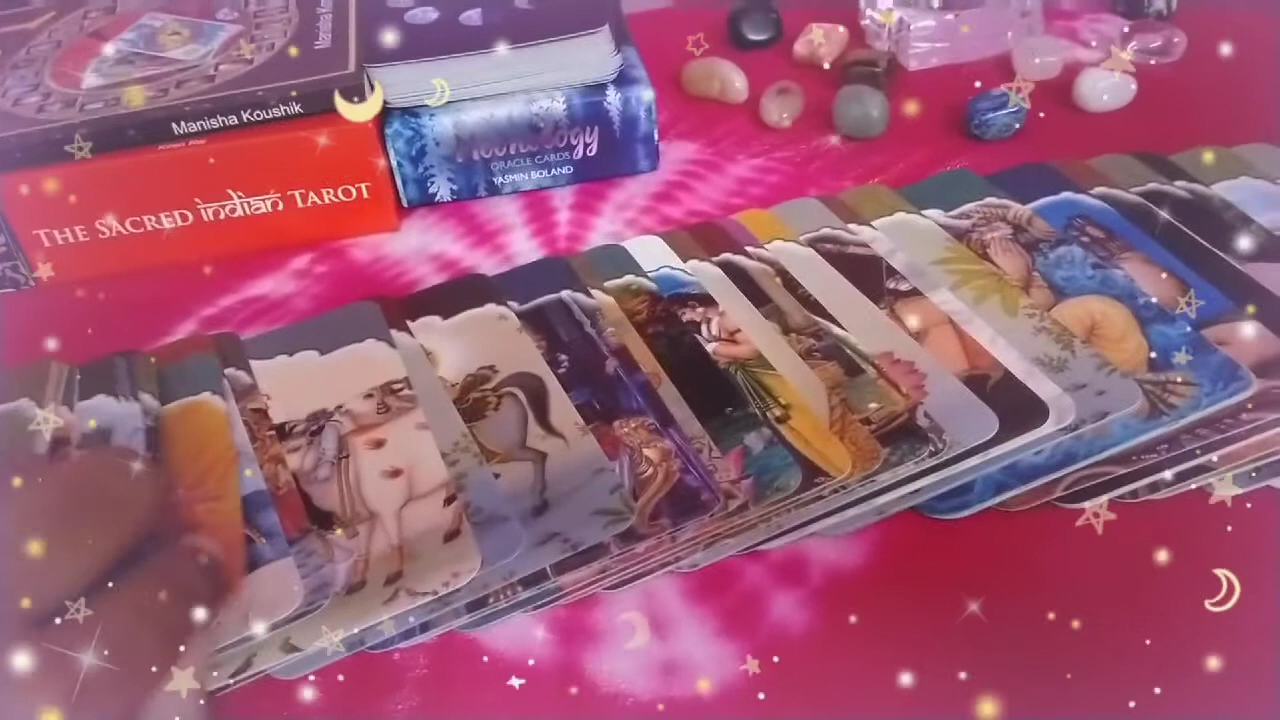 Manisha Koushik
THE SACRED indian TAROT
Moonology
ORACLE CARDS
YASMIN BOLAND